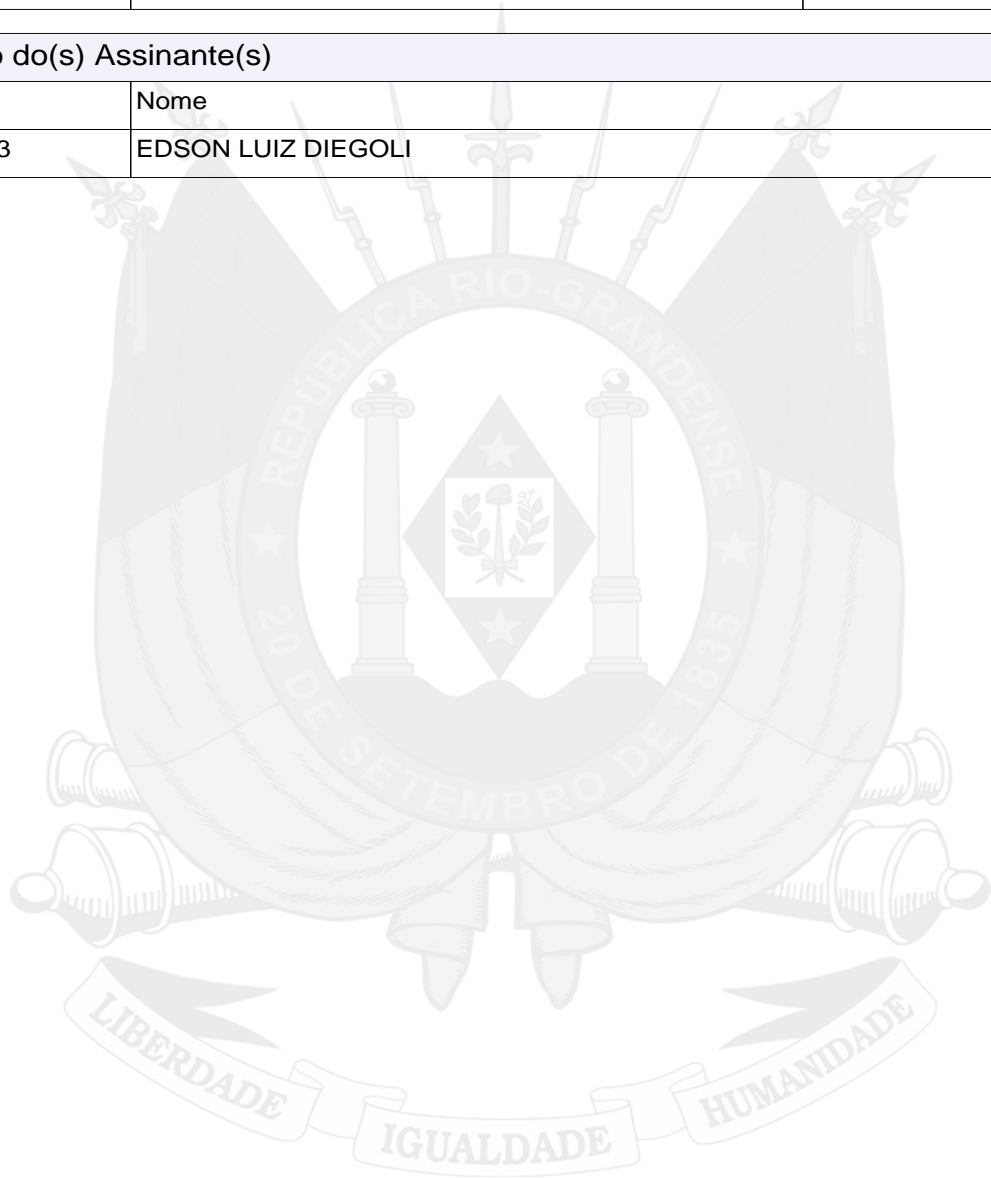 o do(s) Assinante(s)
Nome
3 EDSON LUIZ DIEGOLI
REPÚBLICA RIO-GRANDENSE
20 DE SETEMBRO DE 1835
LIBERDADE IGUALDADE HUMANIDADE